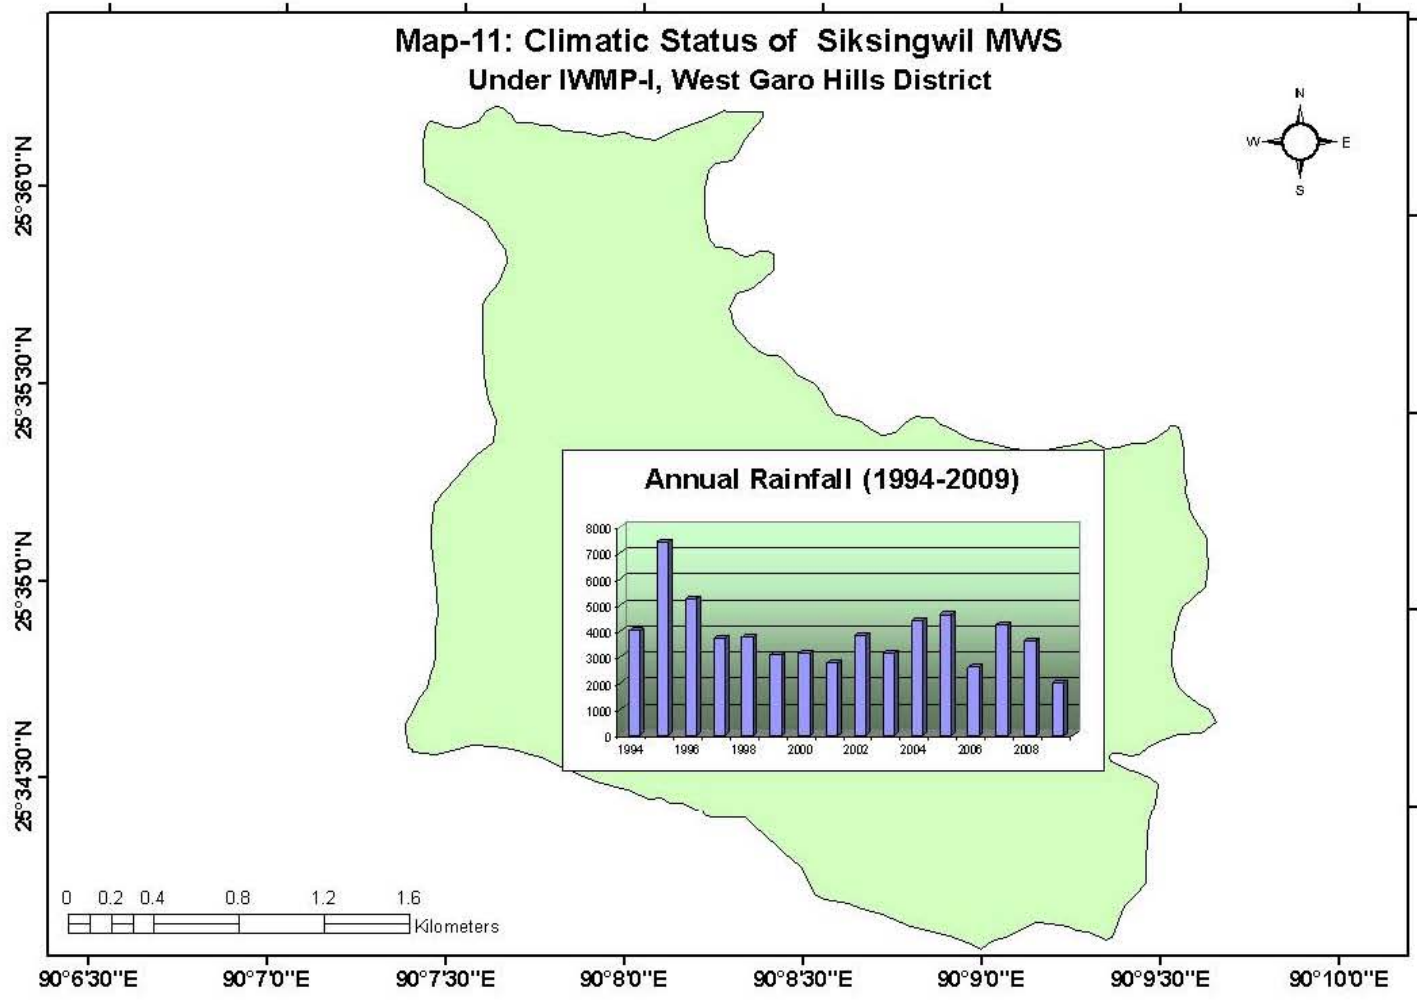 Map-11: Climatic Status of Siksingwil MWS
Under IWMP-I, West Garo Hills District
N
W E
S
25°36'0"N
25°35'30"N
25°35'0"N
25°34'30"N
Annual Rainfall (1994-2009)
8000
7000
6000
5000
4000
3000
2000
1000
0
1994 1996 1998 2000 2002 2004 2006 2008
0 0.2 0.4 0.8 1.2 1.6
Kilometers
90°6'30"E 90°7'0"E 90°7'30"E 90°8'0"E 90°8'30"E 90°9'0"E 90°9'30"E 90°10'0"E